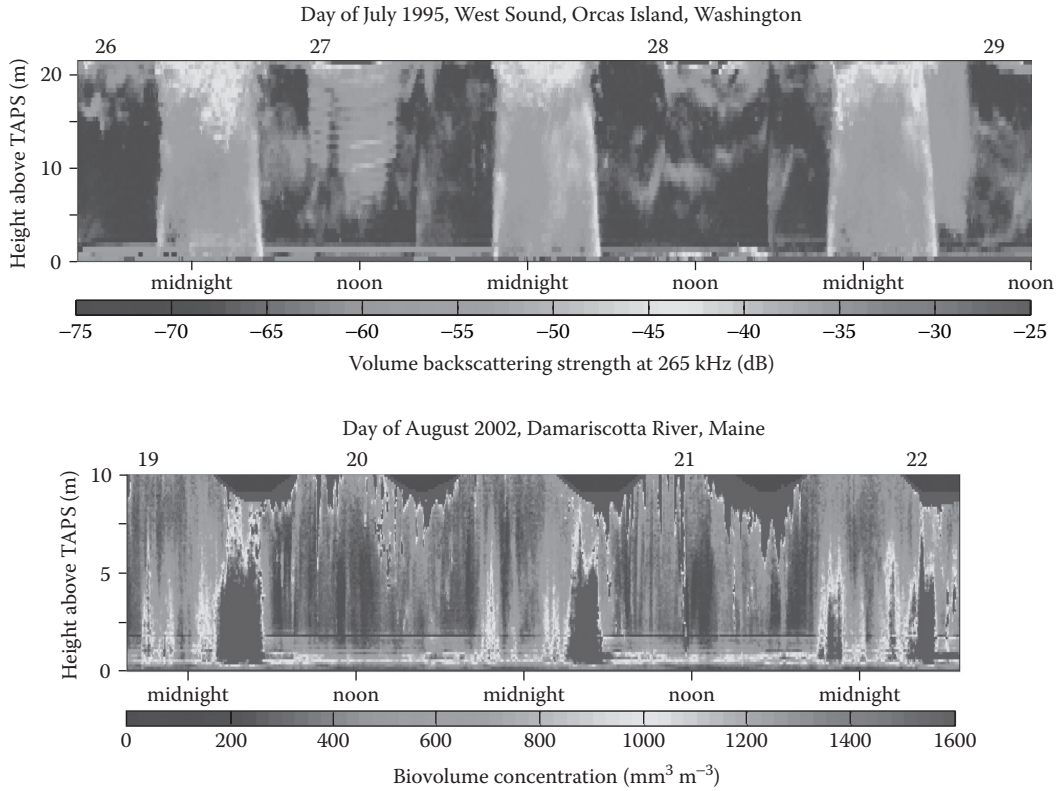 Day of July 1995, West Sound, Orcas Island, Washington
26 27 28 29
Height above TAPS (m)
20
10
0
midnight noon midnight noon midnight noon
−75 −70 −65 −60 −55 −50 −45 −40 −35 −30 −25
Volume backscattering strength at 265 kHz (dB)
Day of August 2002, Damariscotta River, Maine
19 20 21 22
Height above TAPS (m)
10
5
0
midnight noon midnight noon midnight
0 200 400 600 800 1000 1200 1400 1600
Biovolume concentration (mm³ m⁻³)